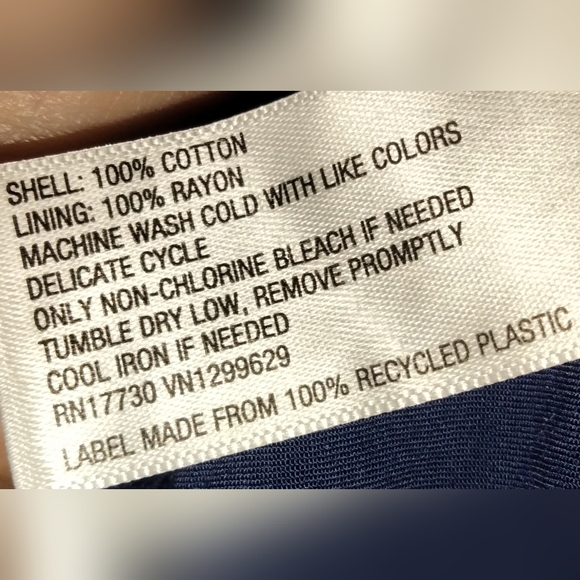 SHELL: 100% COTTON
LINING: 100% RAYON
MACHINE WASH COLD WITH LIKE COLORS
DELICATE CYCLE
ONLY NON-CHLORINE BLEACH IF NEEDED
TUMBLE DRY LOW, REMOVE PROMPTLY
COOL IRON IF NEEDED
RN17730 VN1299629
LABEL MADE FROM 100% RECYCLED PLASTIC